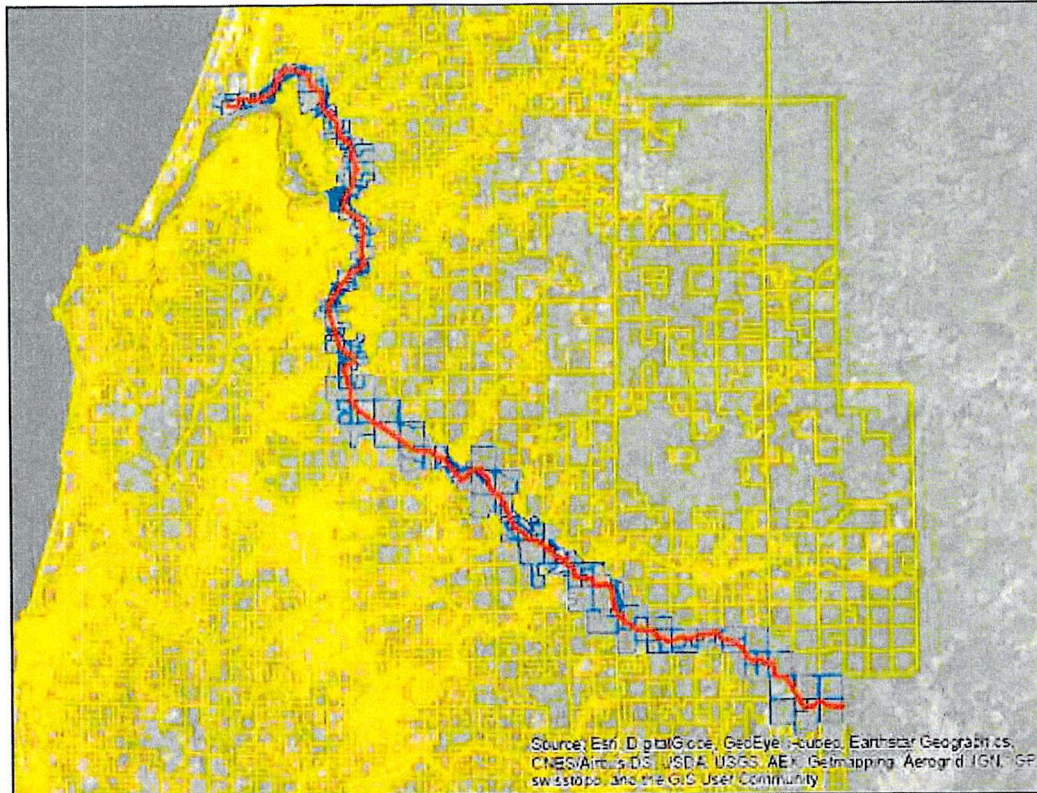 Source: Esri, DigitalGlobe, GeoEye, i-cubed, Earthstar Geographics,
CNES/Airbus DS, USDA, USGS, AEX, Getmapping, Aerogrid, IGN, IGP,
swisstopo, and the GIS User Community